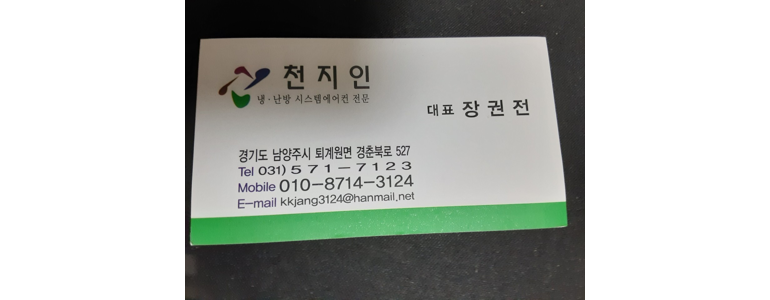 천지인
냉·난방 시스템에어컨 전문
대표 장권전
경기도 남양주시 퇴계원면 경춘북로 527
Tel 031) 571-7123
Mobile 010-8714-3124
E-mail kkjang3124@hanmail.net